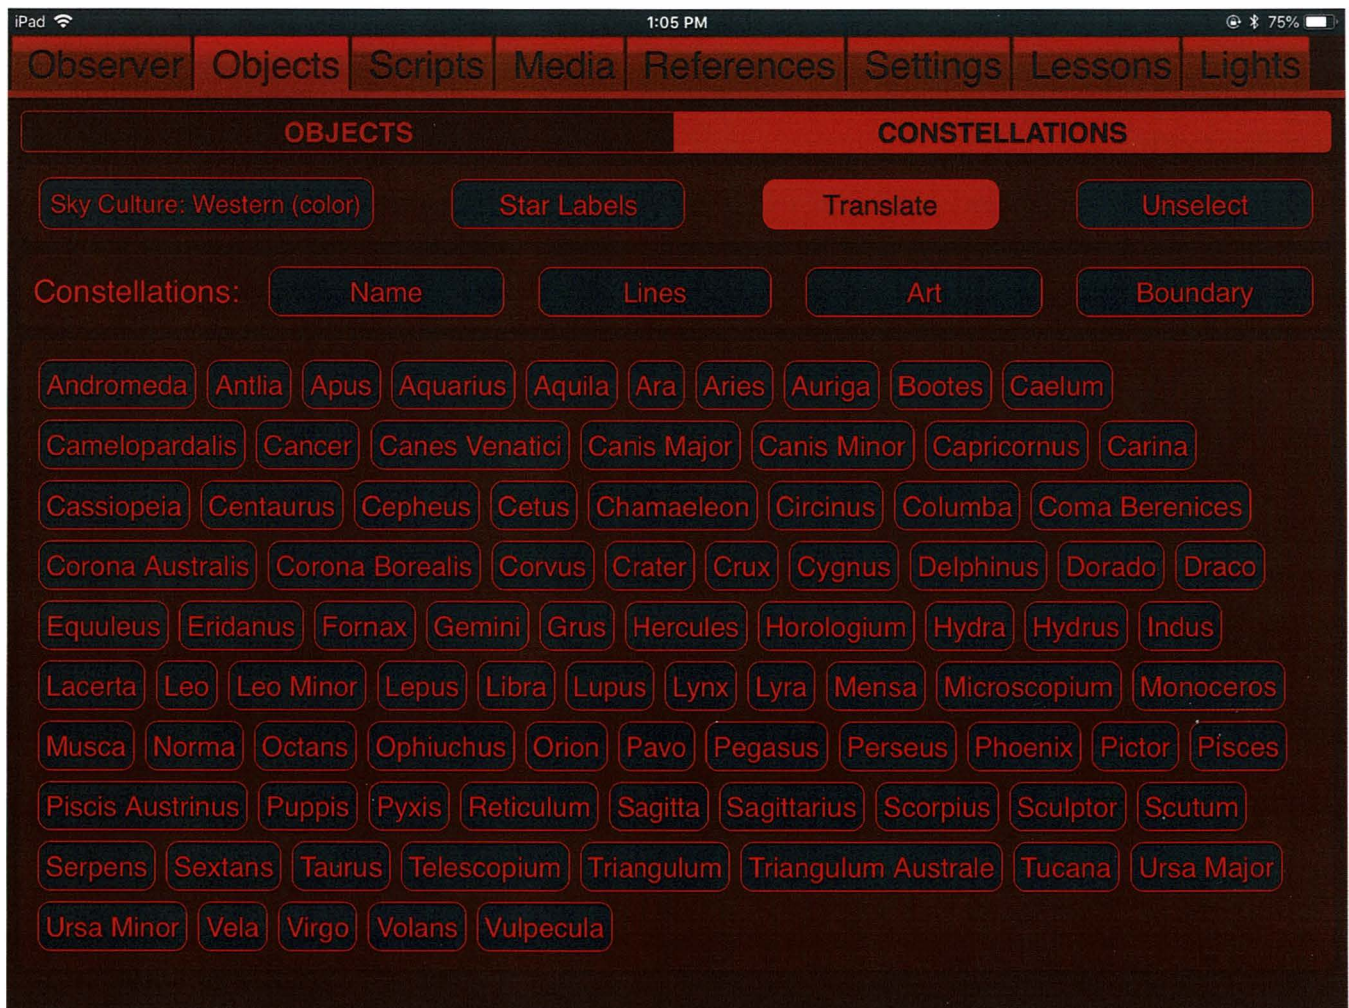 iPad 1:05 PM 75%
Observer Objects Scripts Media References Settings Lessons Lights
OBJECTS CONSTELLATIONS
Sky Culture: Western (color) Star Labels Translate Unselect
Constellations: Name Lines Art Boundary
Andromeda Antlia Apus Aquarius Aquila Ara Aries Auriga Bootes Caelum
Camelopardalis Cancer Canes Venatici Canis Major Canis Minor Capricornus Carina
Cassiopeia Centaurus Cepheus Cetus Chamaeleon Circinus Columba Coma Berenices
Corona Australis Corona Borealis Corvus Crater Crux Cygnus Delphinus Dorado Draco
Equuleus Eridanus Fornax Gemini Grus Hercules Horologium Hydra Hydrus Indus
Lacerta Leo Leo Minor Lepus Libra Lupus Lynx Lyra Mensa Microscopium Monoceros
Musca Norma Octans Ophiuchus Orion Pavo Pegasus Perseus Phoenix Pictor Pisces
Piscis Austrinus Puppis Pyxis Reticulum Sagitta Sagittarius Scorpius Sculptor Scutum
Serpens Sextans Taurus Telescopium Triangulum Triangulum Australe Tucana Ursa Major
Ursa Minor Vela Virgo Volans Vulpecula